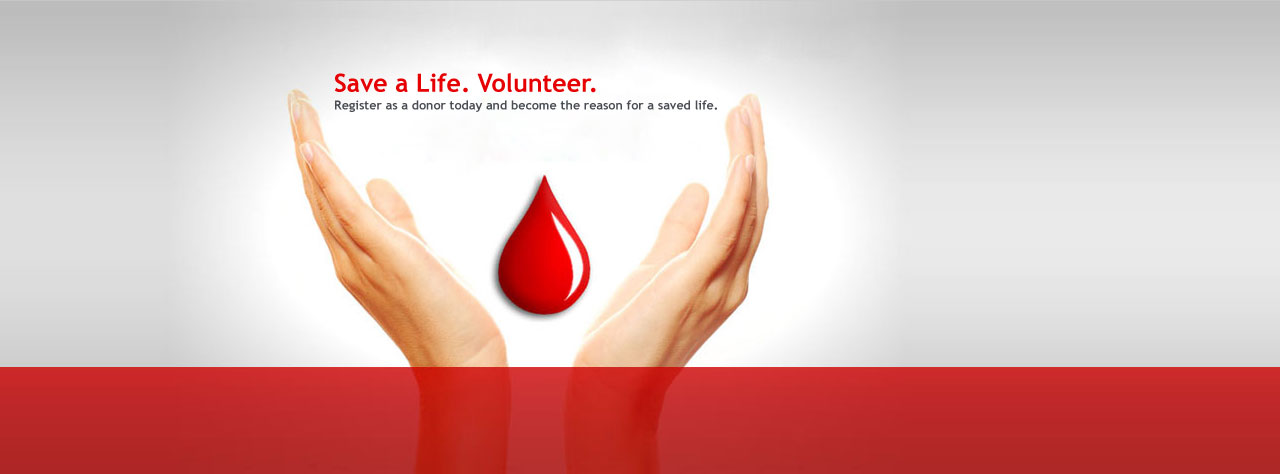 Save a Life. Volunteer.
Register as a donor today and become the reason for a saved life.